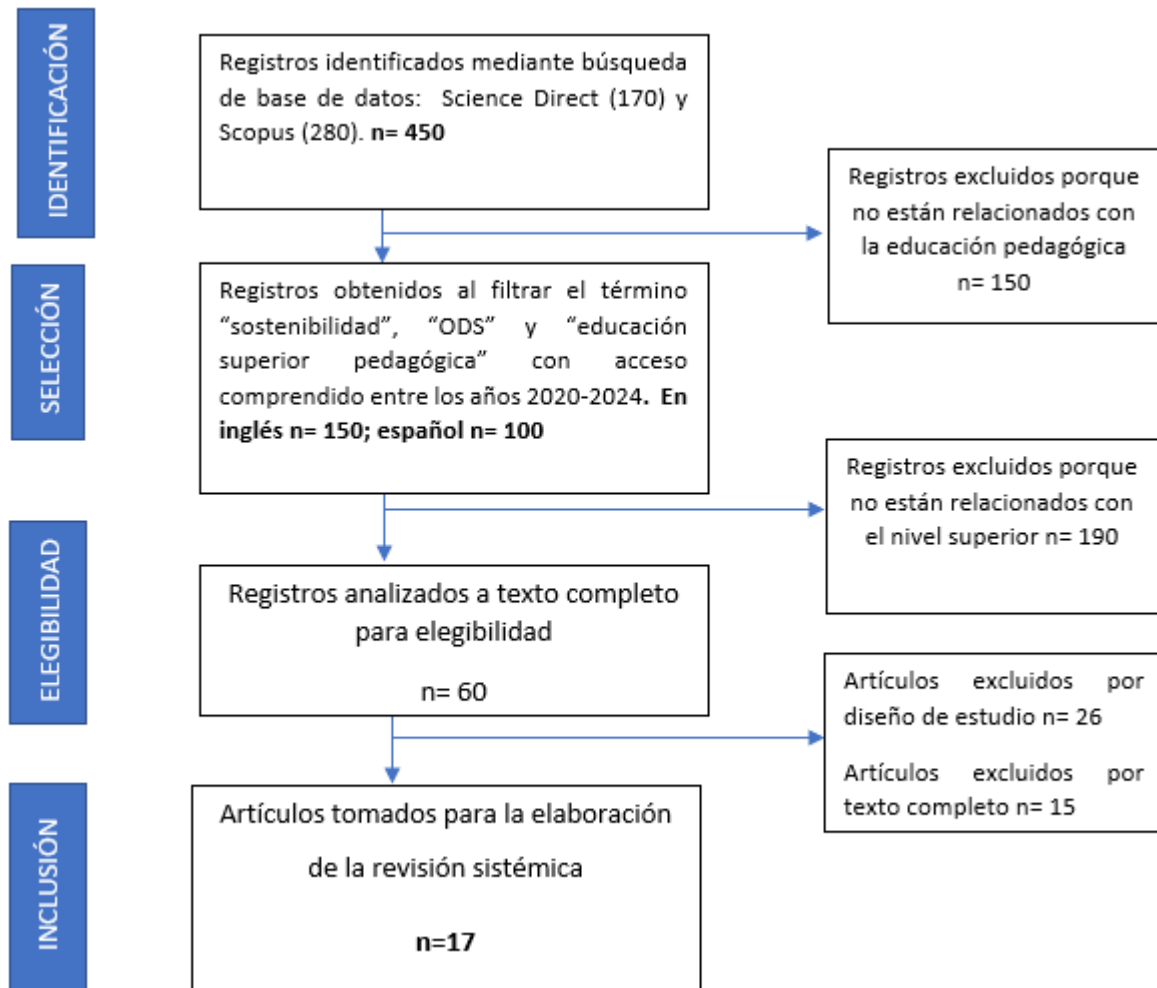 IDENTIFICACIÓN
Registros identificados mediante búsqueda
de base de datos: Science Direct (170) y
Scopus (280). n= 450
Registros excluidos porque
no están relacionados con
la educación pedagógica
n= 150
SELECCIÓN
Registros obtenidos al filtrar el término
“sostenibilidad”, “ODS” y “educación
superior pedagógica” con acceso
comprendido entre los años 2020-2024. En
inglés n= 150; español n= 100
Registros excluidos porque
no están relacionados con
el nivel superior n= 190
ELEGIBILIDAD
Registros analizados a texto completo
para elegibilidad
n= 60
Artículos excluidos por
diseño de estudio n= 26
Artículos excluidos por
texto completo n= 15
INCLUSIÓN
Artículos tomados para la elaboración
de la revisión sistémica
n=17